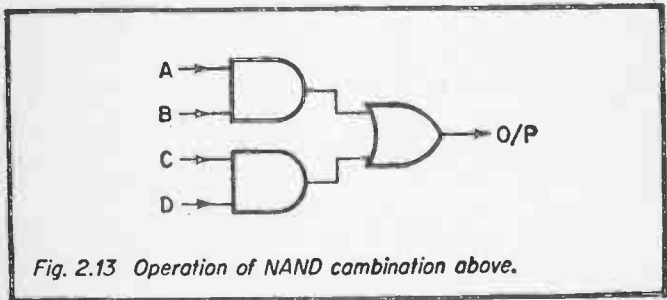 A
B
C
D
O/P
Fig. 2.13 Operation of NAND combination above.